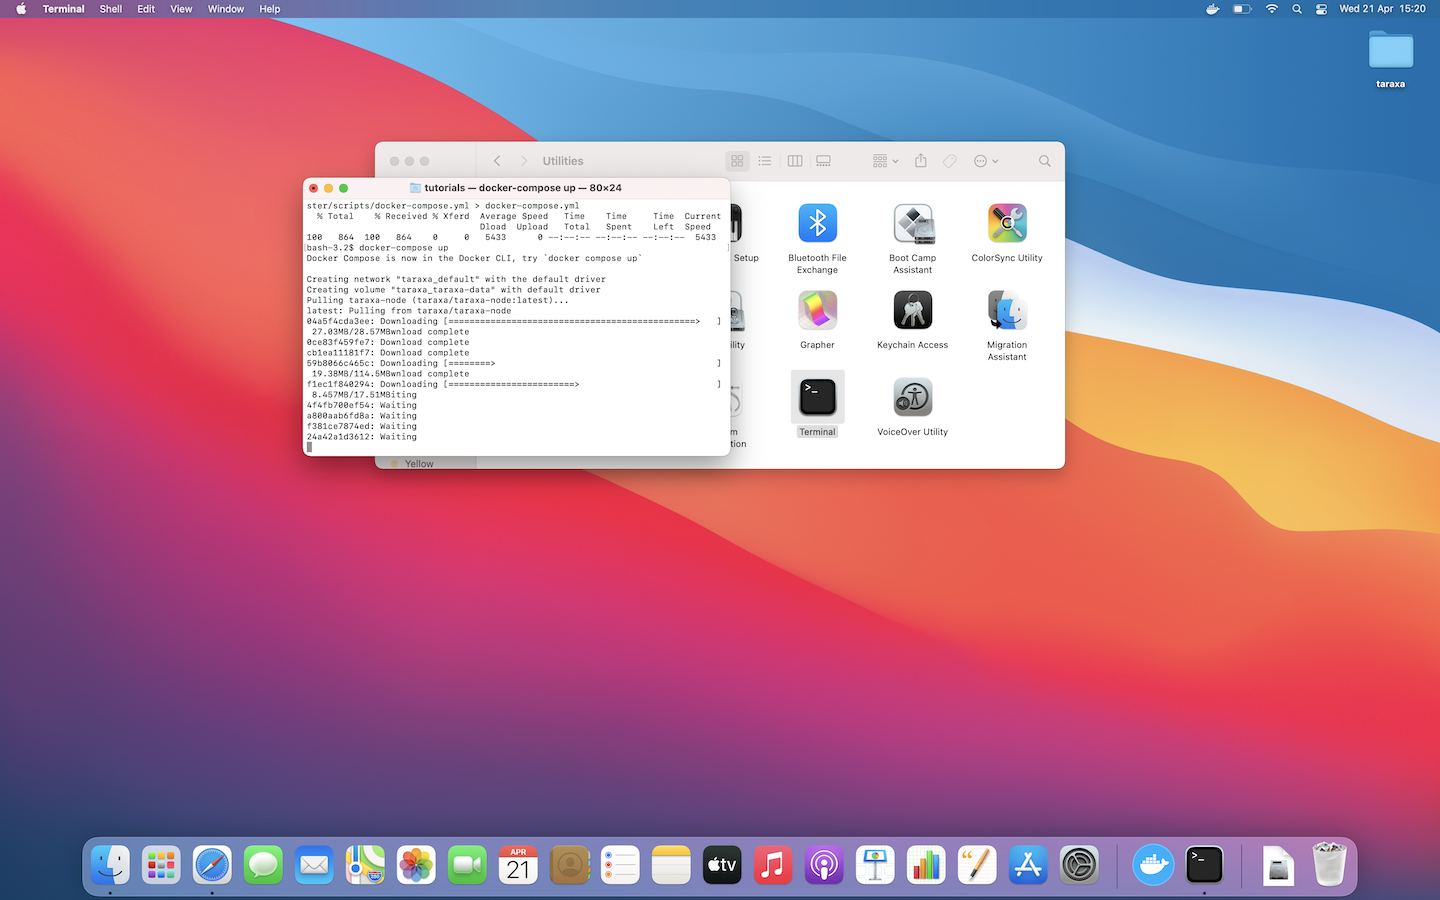 Terminal Shell Edit View Window Help Wed 21 Apr 15:20
taraxa
Utilities
tutorials — docker-compose up — 80×24
ster/scripts/docker-compose.yml > docker-compose.yml
% Total % Received % Xferd Average Speed Time Time Time Current
Dload Upload Total Spent Left Speed
100 864 100 864 0 0 5433 0 --:--:-- --:--:-- --:--:-- 5433
[bash-3.2$ docker-compose up ]
Docker Compose is now in the Docker CLI, try `docker compose up`
Creating network "taraxa_default" with the default driver
Creating volume "taraxa_taraxa-data" with default driver
Pulling taraxa-node (taraxa/taraxa-node:latest)...
latest: Pulling from taraxa/taraxa-node
04a5f4cda3ee: Downloading [===============================================> ]
27.03MB/28.57MBwnload complete
0ce83f459fe7: Download complete
cb1ea11181f7: Download complete
59b8066c465c: Downloading [========> ]
19.38MB/114.5MBwnload complete
f1ec1f840294: Downloading [========================> ]
8.457MB/17.51MBiting
4f4fb700ef54: Waiting
a800aab6fd8a: Waiting
f381ce7874ed: Waiting
24a42a1d3612: Waiting
Setup
Bluetooth File
Exchange
Boot Camp
Assistant
ColorSync Utility
ility
Grapher
Keychain Access
Migration
Assistant
m
tion
Terminal
VoiceOver Utility
Yellow
APR
21
tv